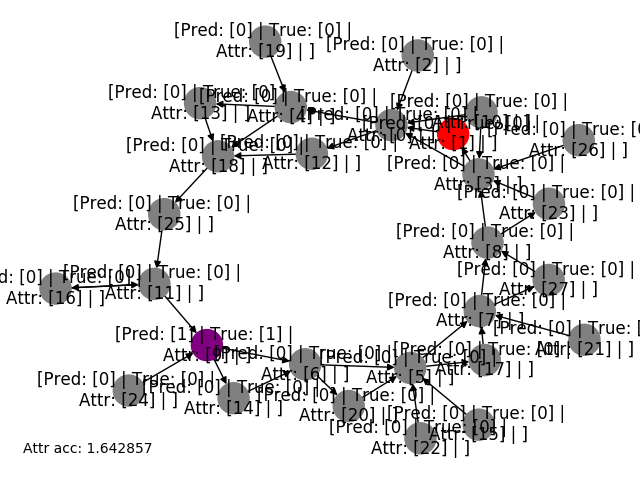 [Pred: [0] | True: [0] |
Attr: [19] | ]
[Pred: [0] | True: [0] |
Attr: [2] | ]
[Pred: [0] | True: [0] |
Attr: [13] | ]
[Pred: [0] | True: [0] |
Attr: [4] | ]
[Pred: [0] | True: [0] |
Attr: [10] | ]
Attr: [0] | ]
Attr: [1] | ]
[Pred: [0] | True: [0]
Attr: [26] | ]
[Pred: [0] | True: [0] |
Attr: [18] | ]
[Pred: [0] | True: [0] |
Attr: [12] | ]
[Pred: [0] | True: [0] |
Attr: [3] | ]
[Pred: [0] | True: [0] |
Attr: [23] | ]
[Pred: [0] | True: [0] |
Attr: [25] | ]
[Pred: [0] | True: [0] |
Attr: [8] | ]
d: [0] | True: [0] |
Attr: [16] | ]
[Pred: [0] | True: [0] |
Attr: [11] | ]
[Pred: [0] | True: [0] |
Attr: [27] | ]
[Pred: [0] | True: [0] |
Attr: [7] | ]
[Pred: [1] | True: [1] |
Attr: [9] | ]
[Pred: [0] | True: [0] |
Attr: [6] | ]
[Pred: [0] | True: [0] |
Attr: [5] | ]
[Pred: [0] | True: [0] |
Attr: [17] | ]
[Pred: [0] | True: [0] |
Attr: [21] | ]
[Pred: [0] | True: [0] |
Attr: [24] | ]
[Pred: [0] | True: [0] |
Attr: [14] | ]
[Pred: [0] | True: [0] |
Attr: [20] | ]
[Pred: [0] | True: [0] |
Attr: [22] | ]
[Pred: [0] | True: [0] |
Attr: [15] | ]
Attr acc: 1.642857